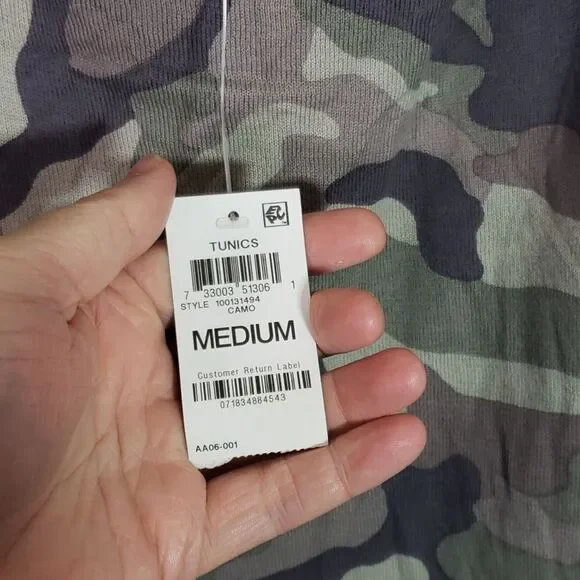 TUNICS
7 33003 51306 1
STYLE 100131494
CAMO
MEDIUM
Customer Return Label
071834884543
AA06-001